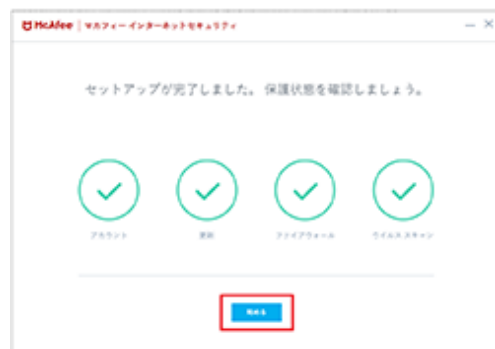 McAfee | マカフィー インターネットセキュリティ
セットアップが完了しました。 保護状態を確認しましょう。
アカウント 更新 ファイアウォール ウイルス スキャン
始める